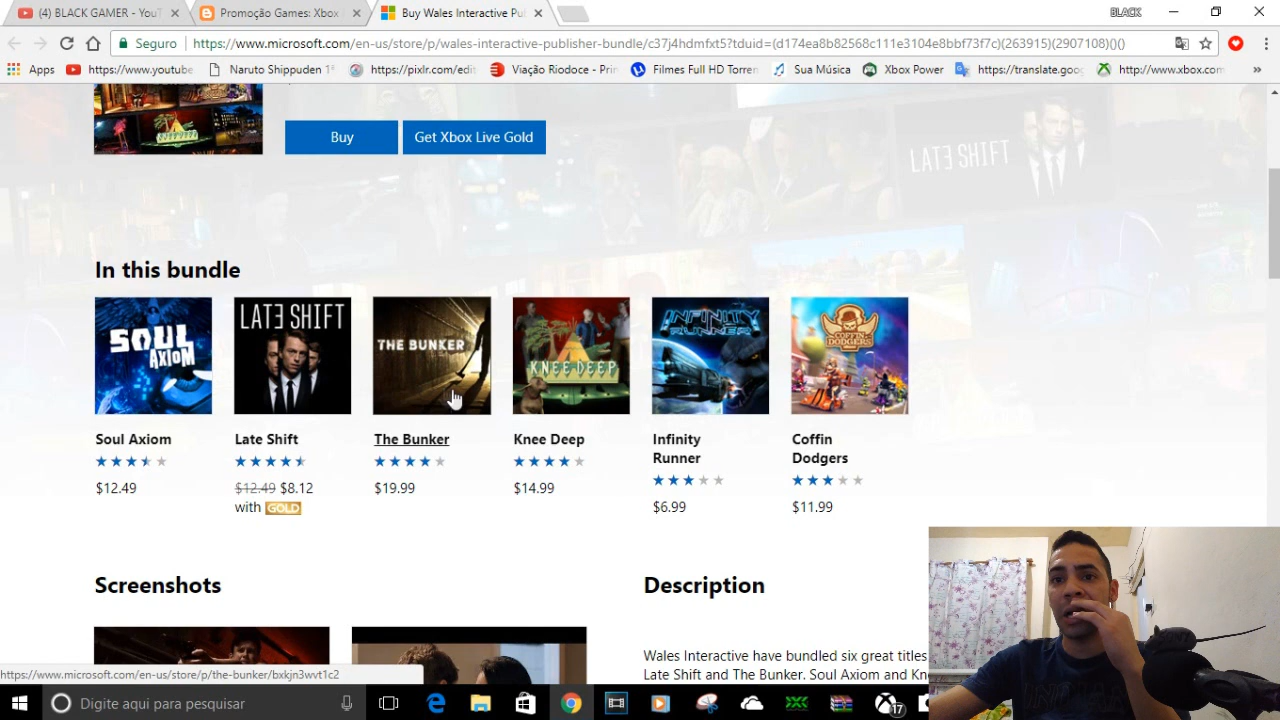 (4) BLACK GAMER - YouT
Promoção Games: Xbox
Buy Wales Interactive Pu
BLACK
Seguro
https://www.microsoft.com/en-us/store/p/wales-interactive-publisher-bundle/c37j4hdmfxt5?tduid=(d174ea8b82568c111e3104e8bbf73f7c)(263915)(2907108)()()
Apps
https://www.youtube
Naruto Shippuden 1ª
https://pixlr.com/edit
Viação Riodoce - Prin
Filmes Full HD Torren
Sua Música
Xbox Power
https://translate.goog
http://www.xbox.com
»
Buy
Get Xbox Live Gold
LATE SHIFT
In this bundle
SOUL AXIOM
LATE SHIFT
THE BUNKER
KNEE DEEP
INFINITY RUNNER
COFFIN DODGERS
Soul Axiom
Late Shift
The Bunker
Knee Deep
Infinity
Runner
Coffin
Dodgers
$12.49
$12.49 $8.12
with GOLD
$19.99
$14.99
$6.99
$11.99
Screenshots
Description
Wales Interactive have bundled six great titles
Late Shift and The Bunker. Soul Axiom and Kn
https://www.microsoft.com/en-us/store/p/the-bunker/bxkjn3wvt1c2
Digite aqui para pesquisar
17